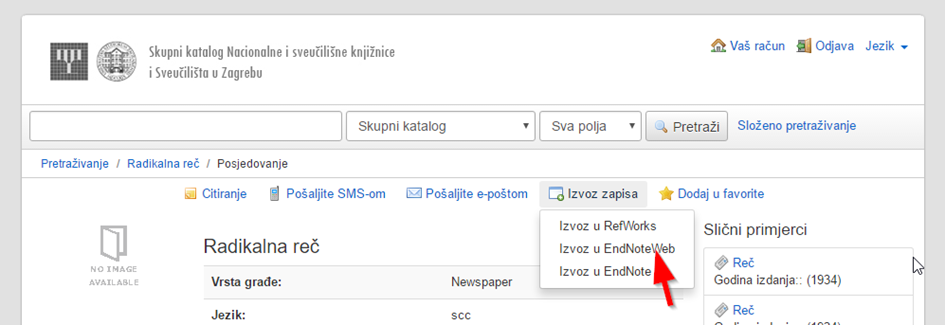 Skupni katalog Nacionalne i sveučilišne knjižnice
i Sveučilišta u Zagrebu
Vaš račun Odjava Jezik
Skupni katalog Sva polja Pretraži Složeno pretraživanje
Pretraživanje / Radikalna reč / Posjedovanje
Citiranje Pošaljite SMS-om Pošaljite e-poštom Izvoz zapisa Dodaj u favorite
Izvoz u RefWorks
Izvoz u EndNoteWeb
Izvoz u EndNote
NO IMAGE
AVAILABLE
Radikalna reč
Vrsta građe: Newspaper
Jezik: scc
Slični primjerci
Reč
Godina izdanja:: (1934)
Reč
Godina izdanja:: (1934)